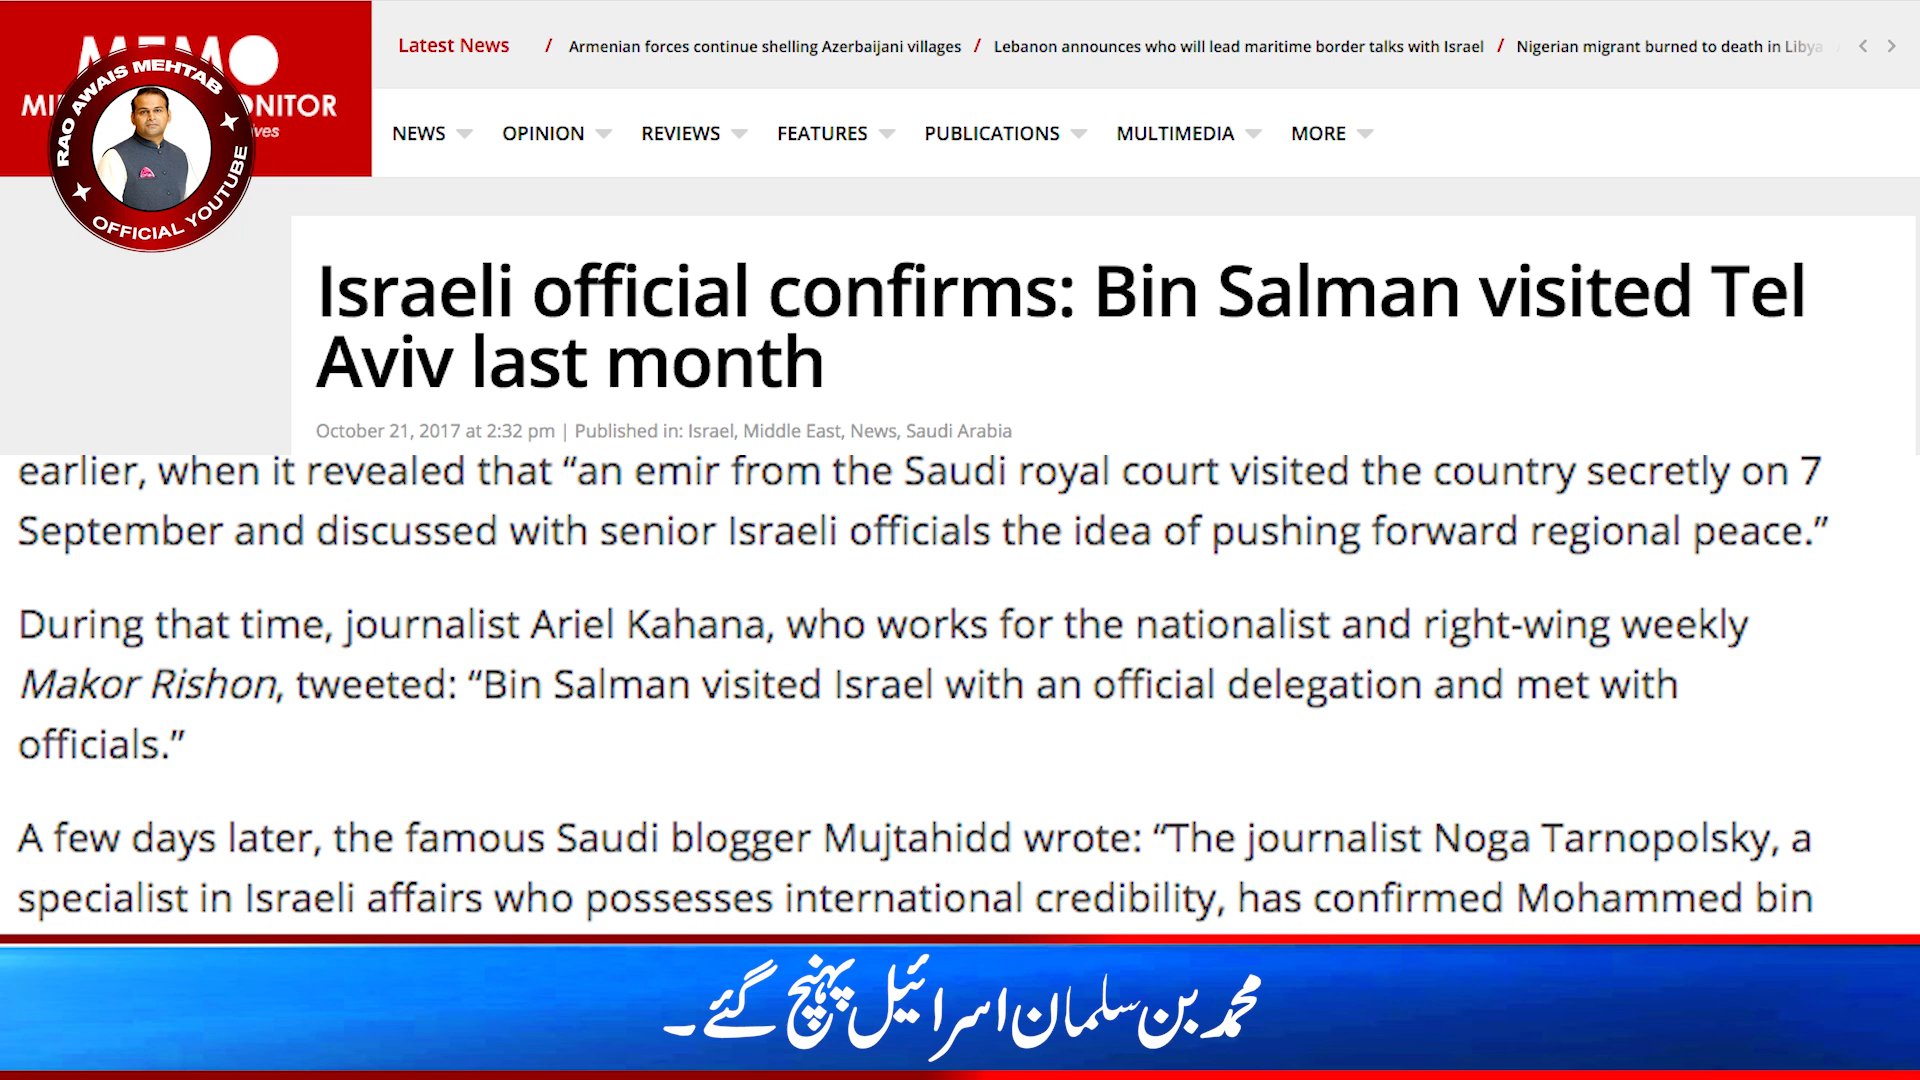 MEMO
MI ONITOR
ives
RAO AWAIS MEHTAB
OFFICIAL YOUTUBE
Latest News / Armenian forces continue shelling Azerbaijani villages / Lebanon announces who will lead maritime border talks with Israel / Nigerian migrant burned to death in Libya
NEWS OPINION REVIEWS FEATURES PUBLICATIONS MULTIMEDIA MORE
Israeli official confirms: Bin Salman visited Tel
Aviv last month
October 21, 2017 at 2:32 pm | Published in: Israel, Middle East, News, Saudi Arabia
earlier, when it revealed that “an emir from the Saudi royal court visited the country secretly on 7
September and discussed with senior Israeli officials the idea of pushing forward regional peace.”
During that time, journalist Ariel Kahana, who works for the nationalist and right-wing weekly
Makor Rishon, tweeted: “Bin Salman visited Israel with an official delegation and met with
officials.”
A few days later, the famous Saudi blogger Mujtahidd wrote: “The journalist Noga Tarnopolsky, a
specialist in Israeli affairs who possesses international credibility, has confirmed Mohammed bin
محمد بن سلمان اسرائیل پہنچ گئے۔